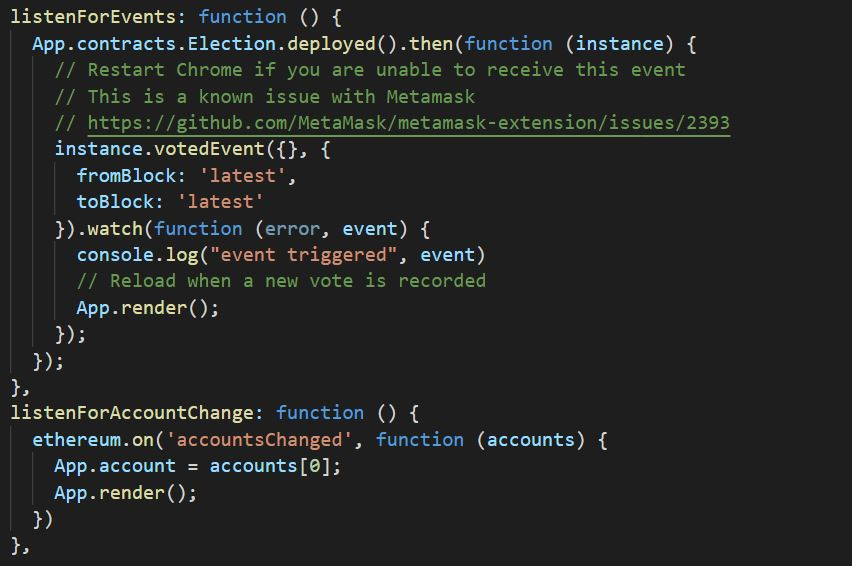 listenForEvents: function () {
App.contracts.Election.deployed().then(function (instance) {
// Restart Chrome if you are unable to receive this event
// This is a known issue with Metamask
// https://github.com/MetaMask/metamask-extension/issues/2393
instance.votedEvent({}, {
fromBlock: 'latest',
toBlock: 'latest'
}).watch(function (error, event) {
console.log("event triggered", event)
// Reload when a new vote is recorded
App.render();
});
});
},
listenForAccountChange: function () {
ethereum.on('accountsChanged', function (accounts) {
App.account = accounts[0];
App.render();
})
},